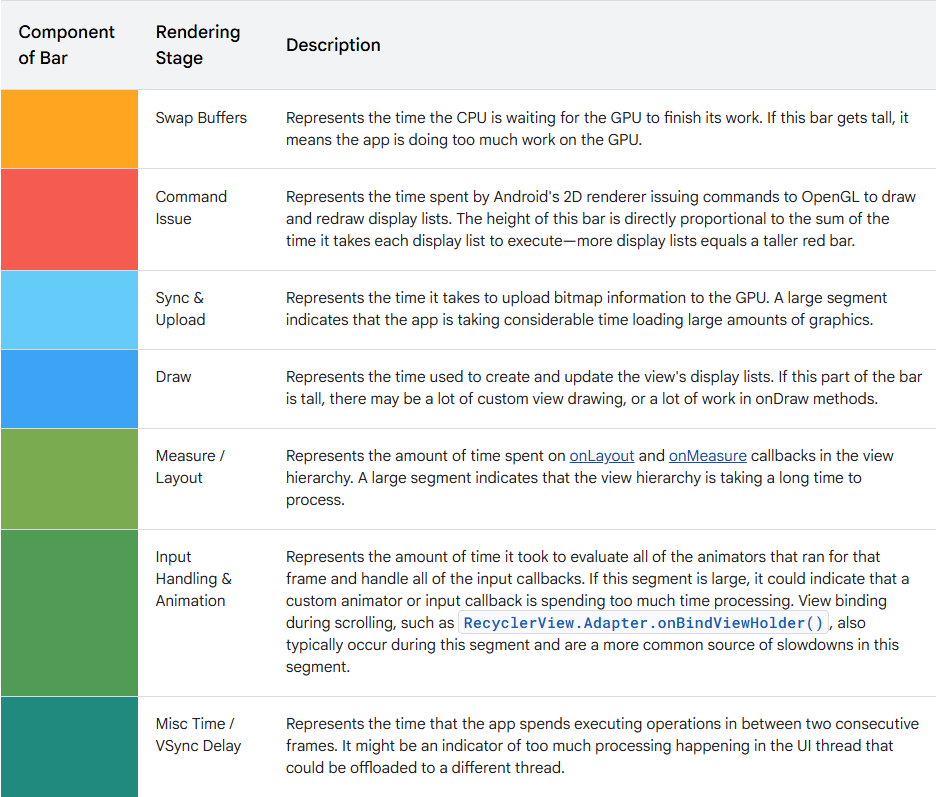 Component of Bar
Rendering Stage
Description
Swap Buffers
Represents the time the CPU is waiting for the GPU to finish its work. If this bar gets tall, it
means the app is doing too much work on the GPU.
Command
Issue
Represents the time spent by Android's 2D renderer issuing commands to OpenGL to draw
and redraw display lists. The height of this bar is directly proportional to the sum of the
time it takes each display list to execute—more display lists equals a taller red bar.
Sync &
Upload
Represents the time it takes to upload bitmap information to the GPU. A large segment
indicates that the app is taking considerable time loading large amounts of graphics.
Draw
Represents the time used to create and update the view's display lists. If this part of the bar
is tall, there may be a lot of custom view drawing, or a lot of work in onDraw methods.
Measure /
Layout
Represents the amount of time spent on onLayout and onMeasure callbacks in the view
hierarchy. A large segment indicates that the view hierarchy is taking a long time to
process.
Input
Handling &
Animation
Represents the amount of time it took to evaluate all of the animators that ran for that
frame and handle all of the input callbacks. If this segment is large, it could indicate that a
custom animator or input callback is spending too much time processing. View binding
during scrolling, such as RecyclerView.Adapter.onBindViewHolder(), also
typically occur during this segment and are a more common source of slowdowns in this
segment.
Misc Time /
VSync Delay
Represents the time that the app spends executing operations in between two consecutive
frames. It might be an indicator of too much processing happening in the UI thread that
could be offloaded to a different thread.